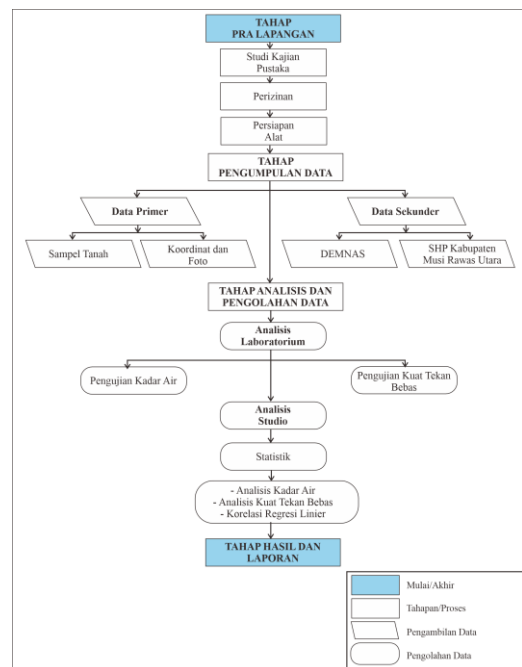 TAHAP
PRA LAPANGAN
Studi Kajian
Pustaka
Perizinan
Persiapan
Alat
TAHAP
PENGUMPULAN DATA
Data Primer
Data Sekunder
Sampel Tanah
Koordinat dan
Foto
DEMNAS
SHP Kabupaten
Musi Rawas Utara
TAHAP ANALISIS DAN
PENGOLAHAN DATA
Analisis
Laboratorium
Pengujian Kadar Air
Pengujian Kuat Tekan
Bebas
Analisis
Studio
Statistik
- Analisis Kadar Air
- Analisis Kuat Tekan Bebas
- Korelasi Regresi Linier
TAHAP HASIL DAN
LAPORAN
Mulai/Akhir
Tahapan/Proses
Pengambilan Data
Pengolahan Data